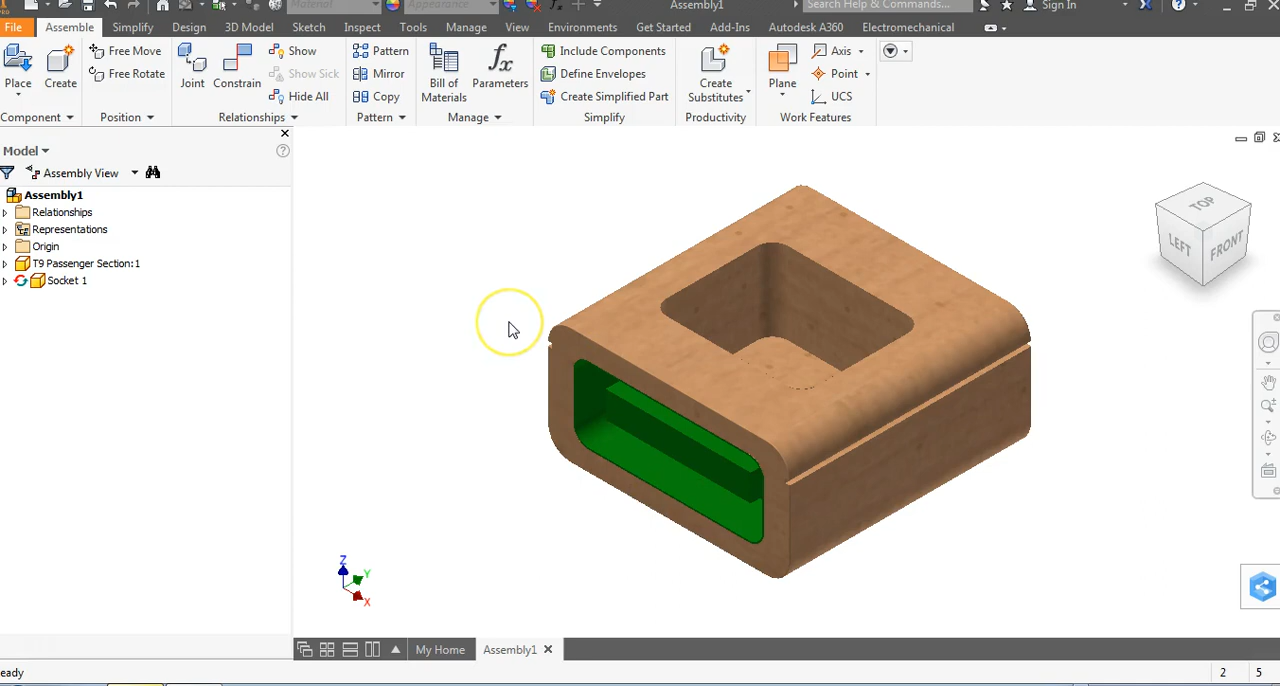 Material
Appearance
Assembly1
Search Help & Commands...
Sign In
File
Assemble
Simplify
Design
3D Model
Sketch
Inspect
Tools
Manage
View
Environments
Get Started
Add-Ins
Autodesk A360
Electromechanical
Place
Create
Free Move
Free Rotate
Joint
Constrain
Show
Show Sick
Hide All
Pattern
Mirror
Copy
Bill of
Materials
fx
Parameters
Include Components
Define Envelopes
Create Simplified Part
Create
Substitutes
Plane
Axis
Point
UCS
Component
Position
Relationships
Pattern
Manage
Simplify
Productivity
Work Features
Model
Assembly View
Assembly1
Relationships
Representations
Origin
T9 Passenger Section:1
Socket 1
TOP
LEFT
FRONT
Z
Y
X
My Home
Assembly1
eady
2
5